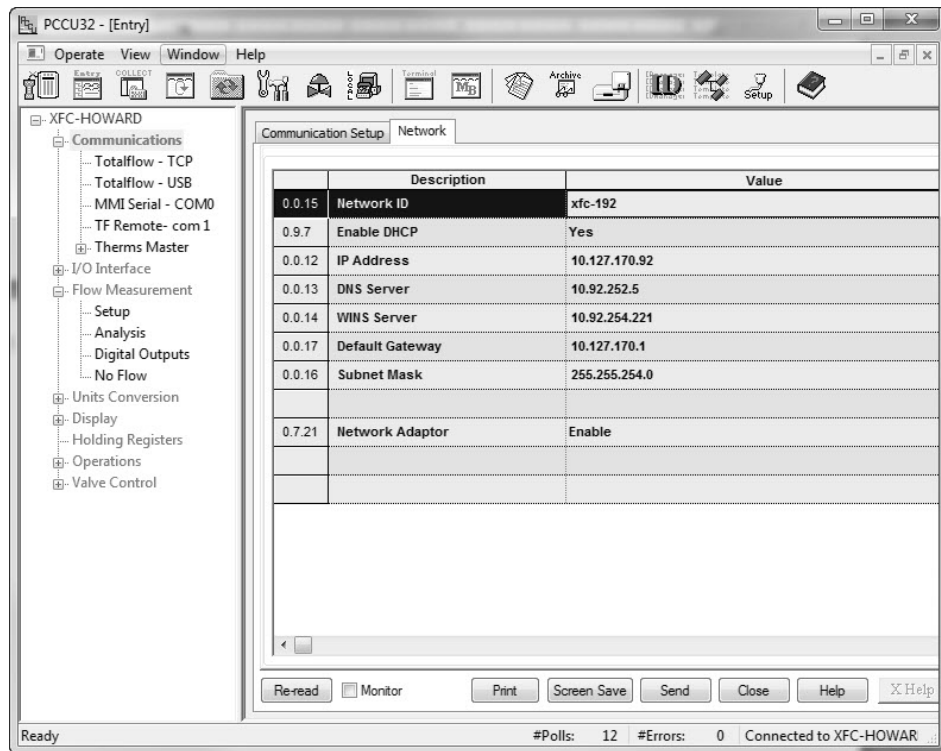 PCCU32 - [Entry]
Operate View Window Help
Entry COLLECT Terminal MB Archive ID Setup
XFC-HOWARD
Communications
Totalflow - TCP
Totalflow - USB
MMI Serial - COM0
TF Remote- com 1
Therms Master
I/O Interface
Flow Measurement
Setup
Analysis
Digital Outputs
No Flow
Units Conversion
Display
Holding Registers
Operations
Valve Control
Communication Setup Network
Description Value
0.0.15 Network ID xfc-192
0.9.7 Enable DHCP Yes
0.0.12 IP Address 10.127.170.92
0.0.13 DNS Server 10.92.252.5
0.0.14 WINS Server 10.92.254.221
0.0.17 Default Gateway 10.127.170.1
0.0.16 Subnet Mask 255.255.254.0
0.7.21 Network Adaptor Enable
Re-read Monitor Print Screen Save Send Close Help X Help
Ready #Polls: 12 #Errors: 0 Connected to XFC-HOWAR